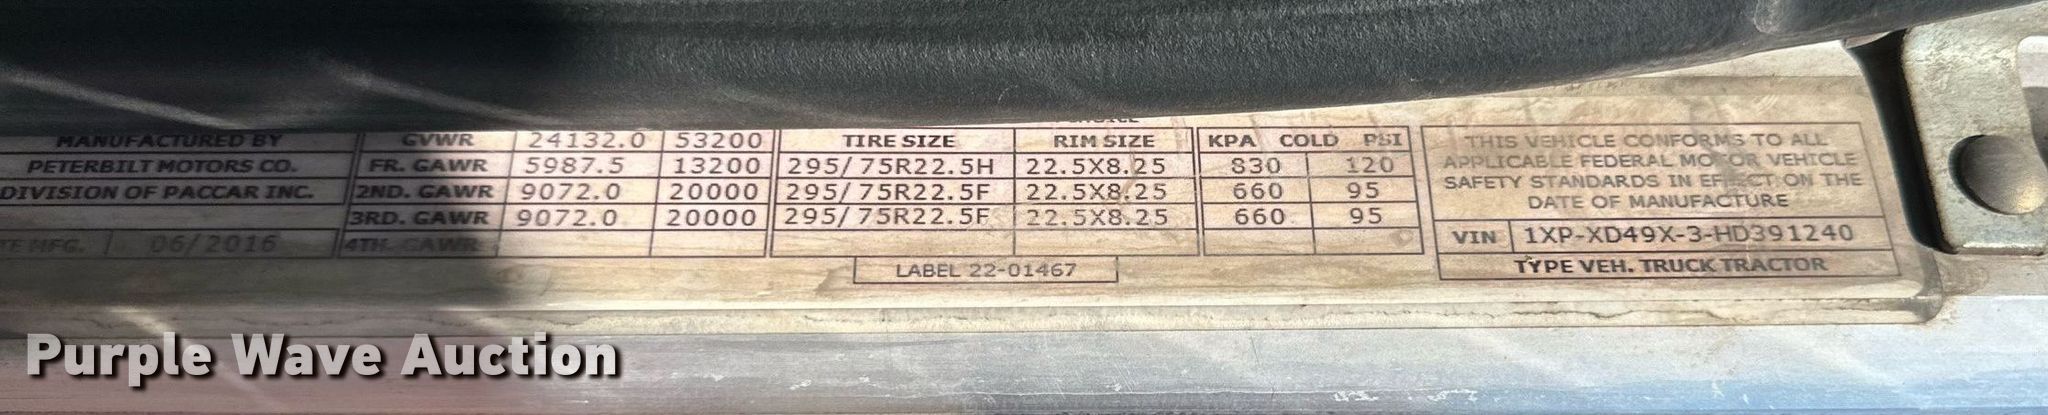 MANUFACTURED BY
PETERBILT MOTORS CO.
DIVISION OF PACCAR INC.
MFG. 06/2016
GVWR 24132.0 53200
FR. GAWR 5987.5 13200
2ND. GAWR 9072.0 20000
3RD. GAWR 9072.0 20000
4TH. GAWR
TIRE SIZE RIM SIZE KPA COLD PSI
295/75R22.5H 22.5X8.25 830 120
295/75R22.5F 22.5X8.25 660 95
295/75R22.5F 22.5X8.25 660 95
LABEL 22-01467
THIS VEHICLE CONFORMS TO ALL
APPLICABLE FEDERAL MOTOR VEHICLE
SAFETY STANDARDS IN EFFECT ON THE
DATE OF MANUFACTURE
VIN 1XP-XD49X-3-HD391240
TYPE VEH. TRUCK TRACTOR
Purple Wave Auction